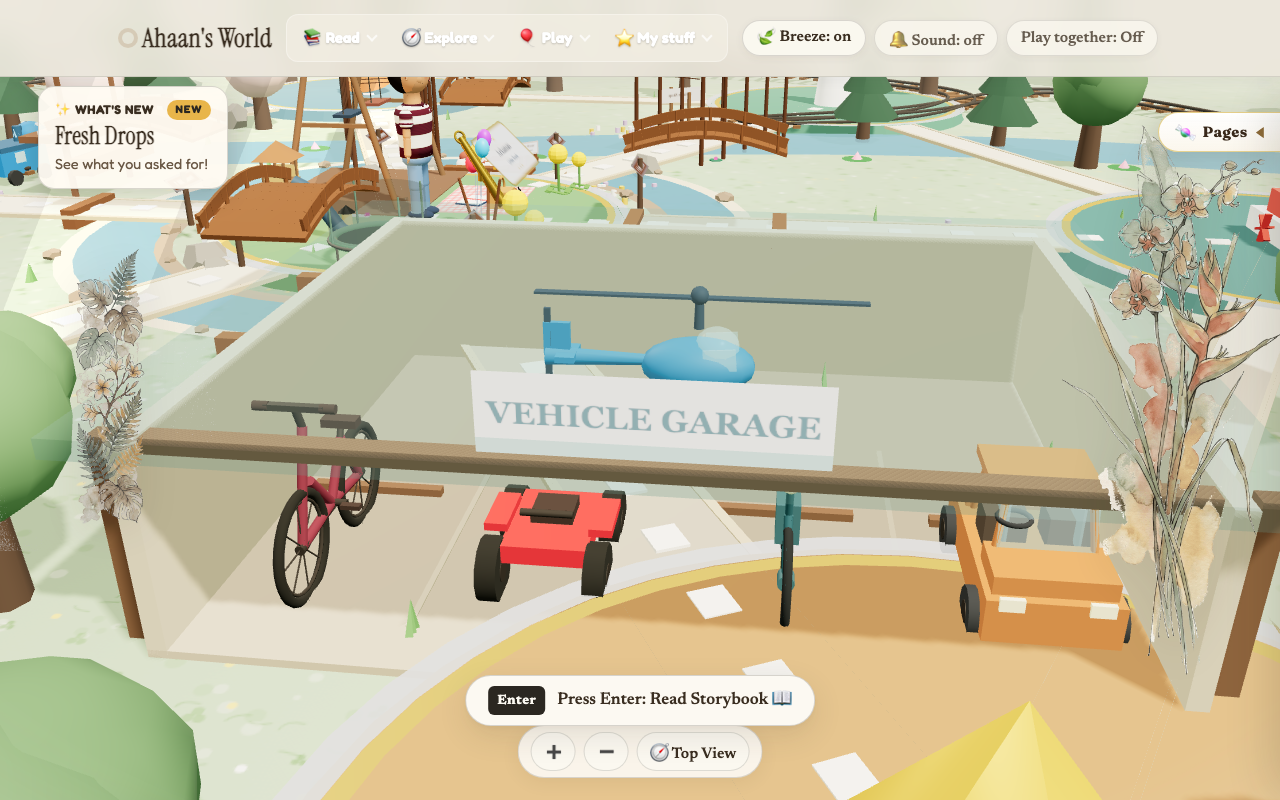 Ahaan's World
📚 Read
🧭 Explore
🎈 Play
⭐ My stuff
🍃 Breeze: on
🔔 Sound: off
Play together: Off
✨ WHAT'S NEW NEW
Fresh Drops
See what you asked for!
🍬 Pages
VEHICLE GARAGE
Enter Press Enter: Read Storybook 📖
+ − 🧭 Top View